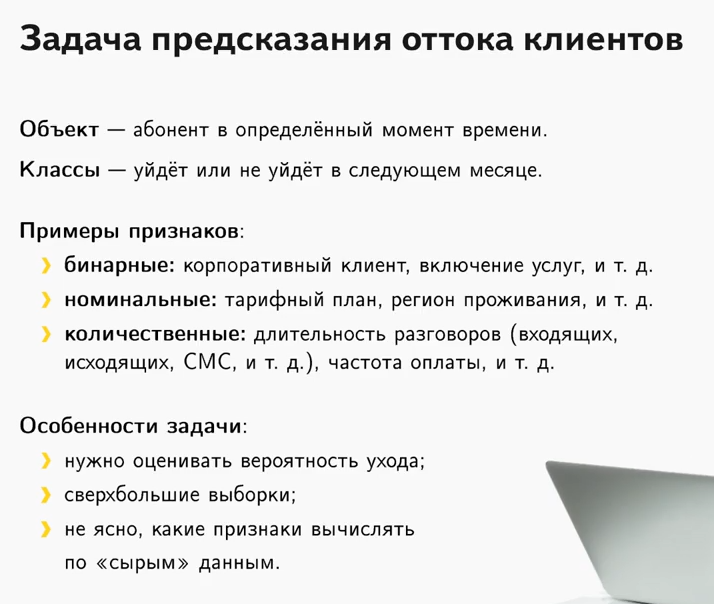 Задача предсказания оттока клиентов
Объект — абонент в определённый момент времени.
Классы — уйдёт или не уйдёт в следующем месяце.
Примеры признаков:
❯ бинарные: корпоративный клиент, включение услуг, и т. д.
❯ номинальные: тарифный план, регион проживания, и т. д.
❯ количественные: длительность разговоров (входящих,
исходящих, СМС, и т. д.), частота оплаты, и т. д.
Особенности задачи:
❯ нужно оценивать вероятность ухода;
❯ сверхбольшие выборки;
❯ не ясно, какие признаки вычислять
по «сырым» данным.